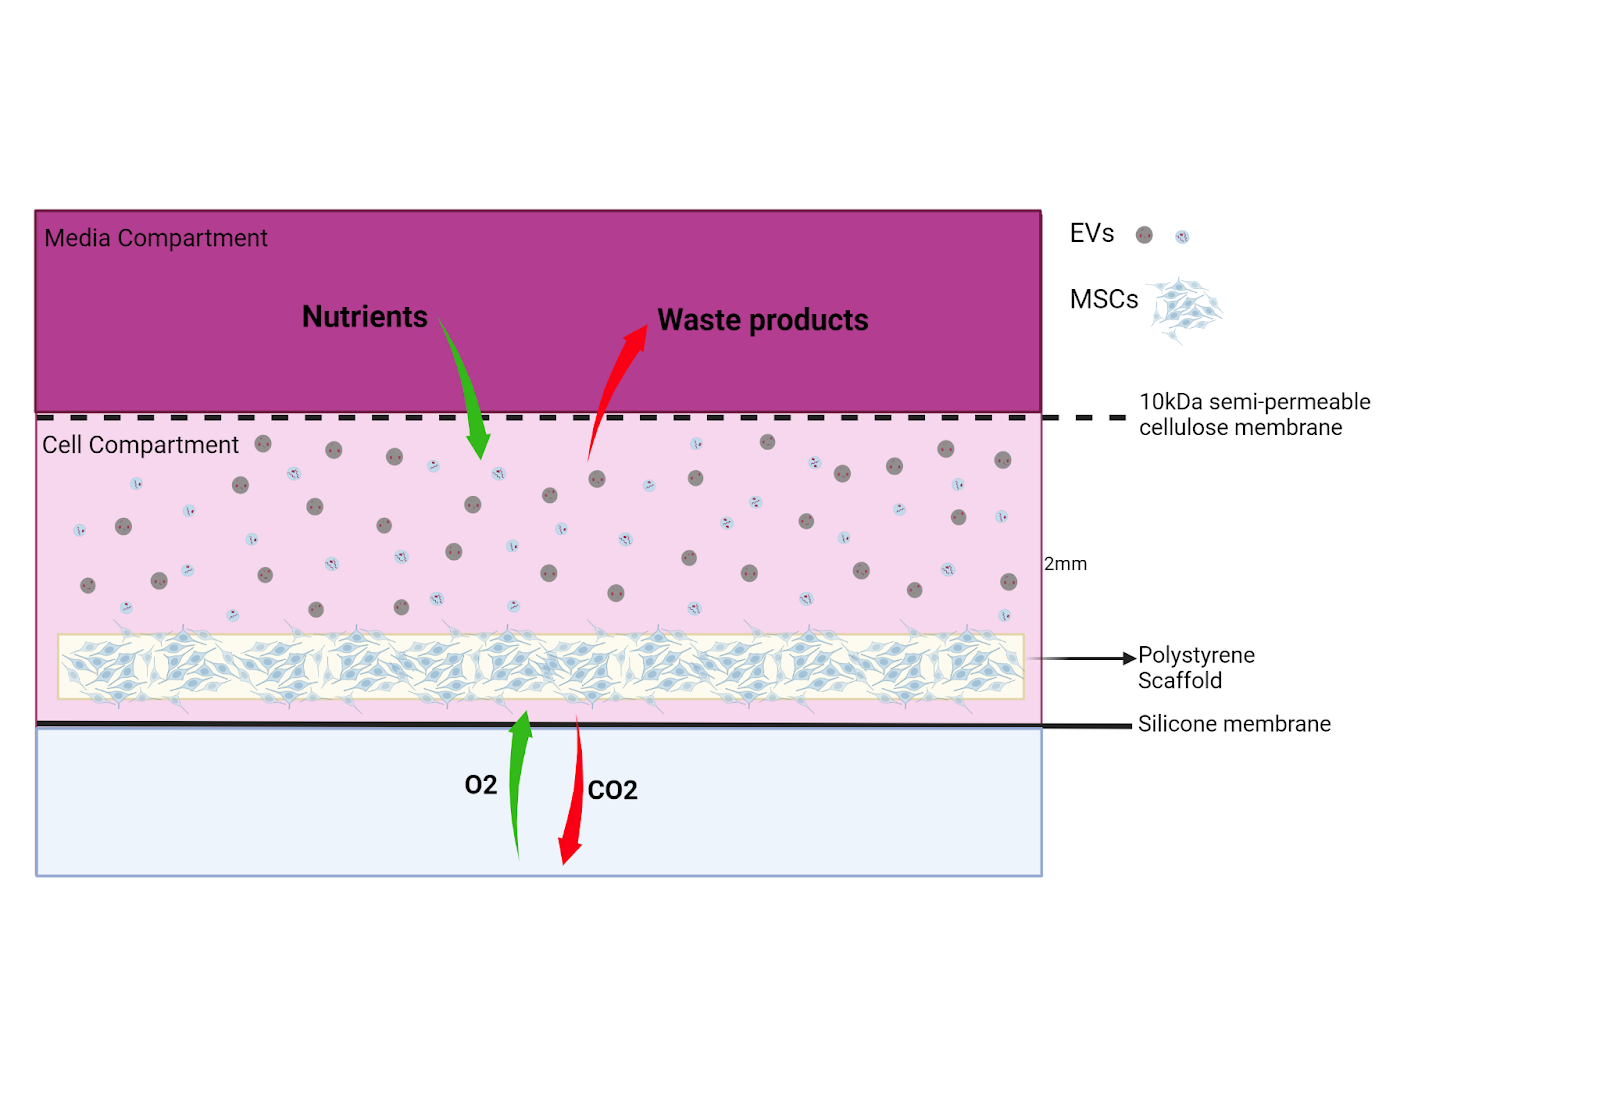 Media Compartment
Nutrients
Waste products
Cell Compartment
O2
CO2
EVs
MSCs
10kDa semi-permeable
cellulose membrane
2mm
Polystyrene
Scaffold
Silicone membrane